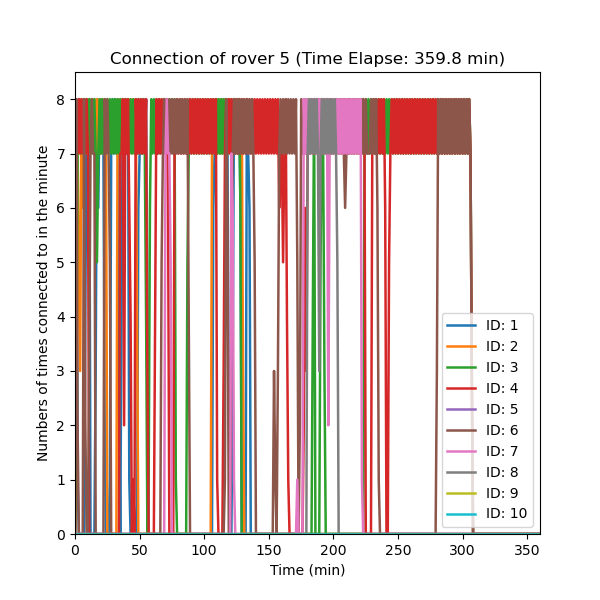 Connection of rover 5 (Time Elapse: 359.8 min)
Numbers of times connected to in the minute
8
7
6
5
4
3
2
1
0
ID: 1
ID: 2
ID: 3
ID: 4
ID: 5
ID: 6
ID: 7
ID: 8
ID: 9
ID: 10
0 50 100 150 200 250 300 350
Time (min)